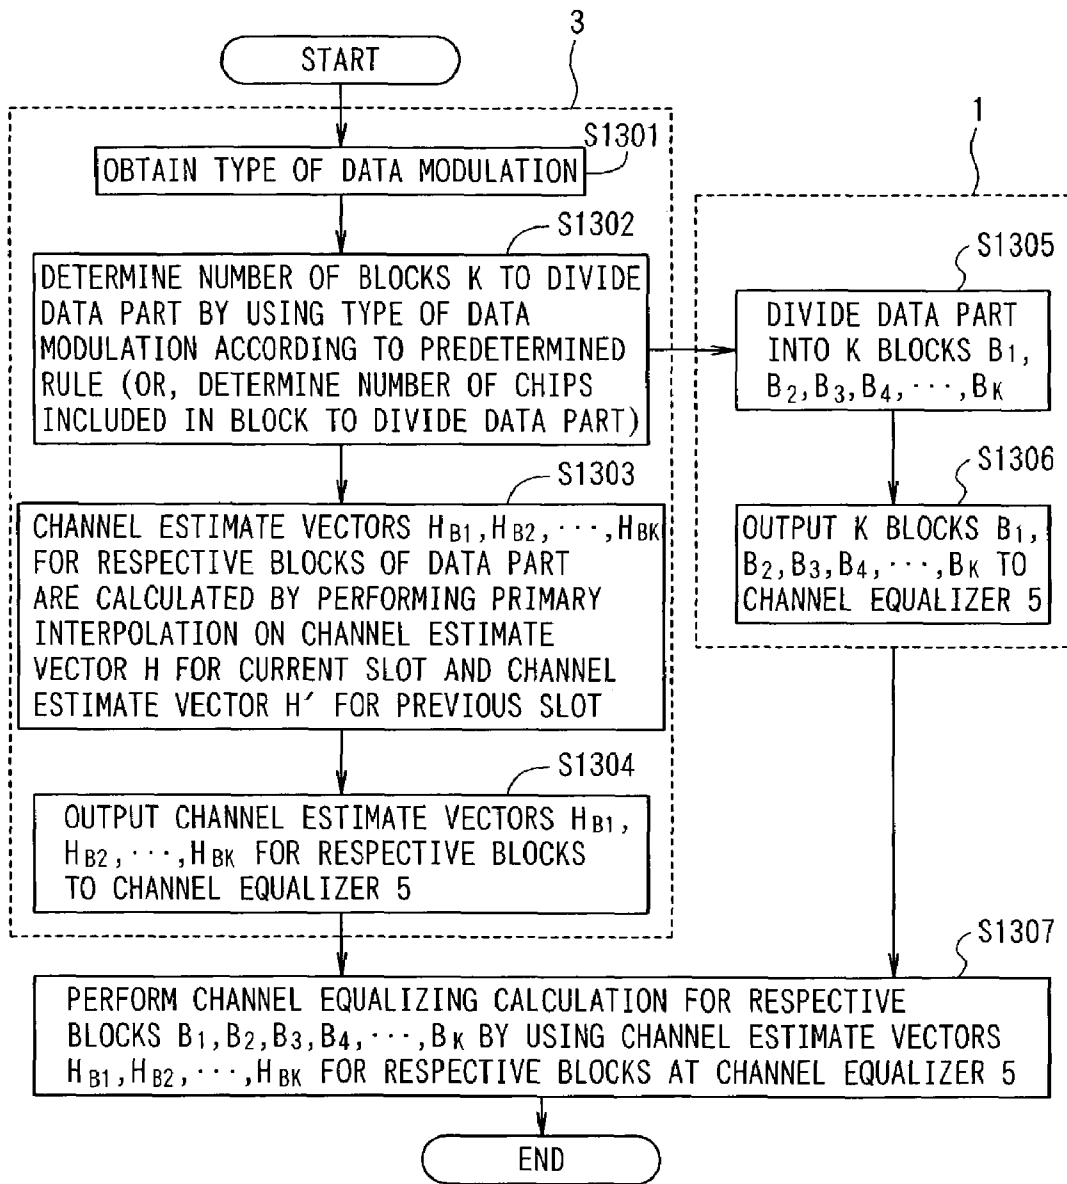 3
START
1
S1301
OBTAIN TYPE OF DATA MODULATION
S1302
DETERMINE NUMBER OF BLOCKS K TO DIVIDE
DATA PART BY USING TYPE OF DATA
MODULATION ACCORDING TO PREDETERMINED
RULE (OR, DETERMINE NUMBER OF CHIPS
INCLUDED IN BLOCK TO DIVIDE DATA PART)
S1305
DIVIDE DATA PART
INTO K BLOCKS B1,
B2,B3,B4,···,BK
S1303
CHANNEL ESTIMATE VECTORS HB1,HB2,···,HBK
FOR RESPECTIVE BLOCKS OF DATA PART
ARE CALCULATED BY PERFORMING PRIMARY
INTERPOLATION ON CHANNEL ESTIMATE
VECTOR H FOR CURRENT SLOT AND CHANNEL
ESTIMATE VECTOR H' FOR PREVIOUS SLOT
S1306
OUTPUT K BLOCKS B1,
B2,B3,B4,···,BK TO
CHANNEL EQUALIZER 5
S1304
OUTPUT CHANNEL ESTIMATE VECTORS HB1,
HB2,···,HBK FOR RESPECTIVE BLOCKS
TO CHANNEL EQUALIZER 5
S1307
PERFORM CHANNEL EQUALIZING CALCULATION FOR RESPECTIVE
BLOCKS B1,B2,B3,B4,···,BK BY USING CHANNEL ESTIMATE VECTORS
HB1,HB2,···,HBK FOR RESPECTIVE BLOCKS AT CHANNEL EQUALIZER 5
END